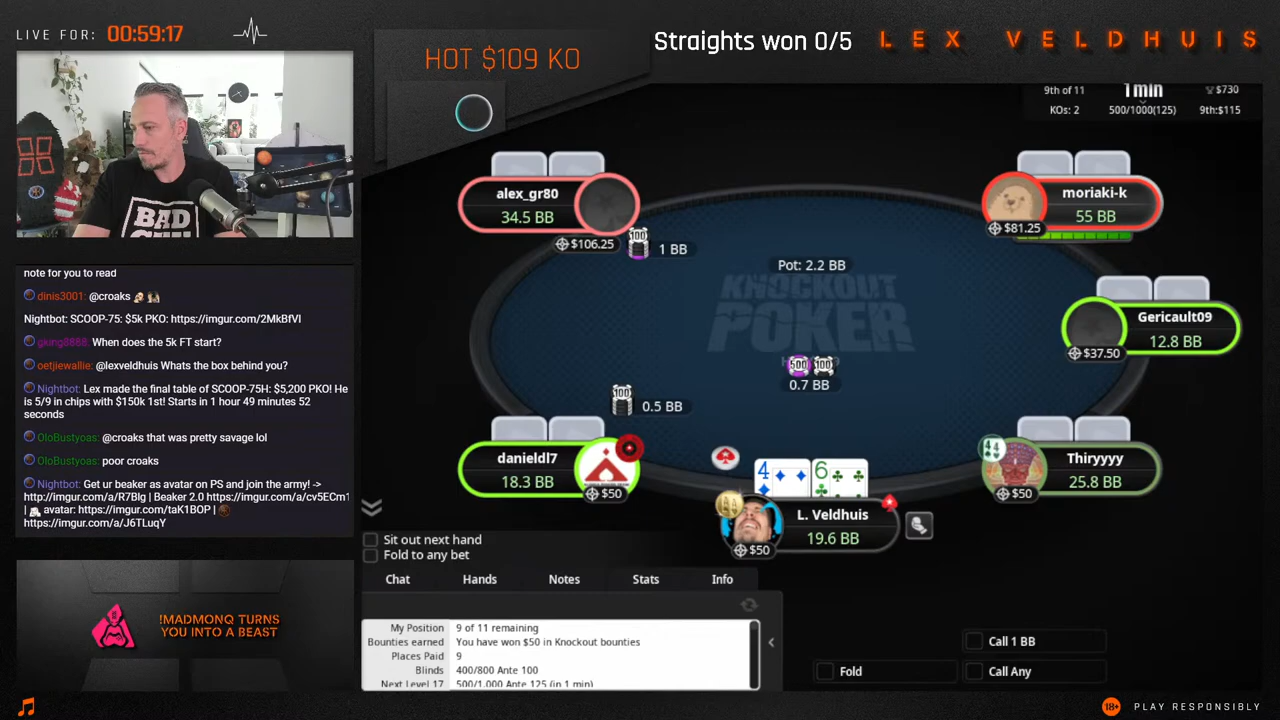 LIVE FOR: 00:59:17
HOT $109 KO
Straights won 0/5
LEX VELDHUIS
9th of 11
1min
$730
KOs: 2
500/1000(125)
9th:$115
alex_gr80
34.5 BB
$106.25
100
1 BB
moriaki-k
55 BB
$81.25
Pot: 2.2 BB
KNOCKOUT
POKER
Gericault09
12.8 BB
$37.50
500 100
0.7 BB
100
0.5 BB
danieldl7
18.3 BB
$50
4 6
L. Veldhuis
19.6 BB
$50
44
Thiryyyy
25.8 BB
$50
BAD
note for you to read
dinis3001: @croaks
Nightbot: SCOOP-75: $5k PKO: https://imgur.com/2MkBfVI
gking8888: When does the 5k FT start?
oetjiewallie: @lexveldhuis Whats the box behind you?
Nightbot: Lex made the final table of SCOOP-75H: $5,200 PKO! He
is 5/9 in chips with $150k 1st! Starts in 1 hour 49 minutes 52
seconds
OloBustyoas: @croaks that was pretty savage lol
OloBustyoas: poor croaks
Nightbot: Get ur beaker as avatar on PS and join the army! ->
http://imgur.com/a/R7Blg | Beaker 2.0 https://imgur.com/a/cv5ECm1
avatar: https://imgur.com/taK1BOP |
https://imgur.com/a/J6TLuqY
!MADMONQ TURNS
YOU INTO A BEAST
Sit out next hand
Fold to any bet
Chat Hands Notes Stats Info
My Position 9 of 11 remaining
Bounties earned You have won $50 in Knockout bounties
Places Paid 9
Blinds 400/800 Ante 100
Next Level 17 500/1,000 Ante 125 (in 1 min)
Call 1 BB
Fold
Call Any
18+ PLAY RESPONSIBLY